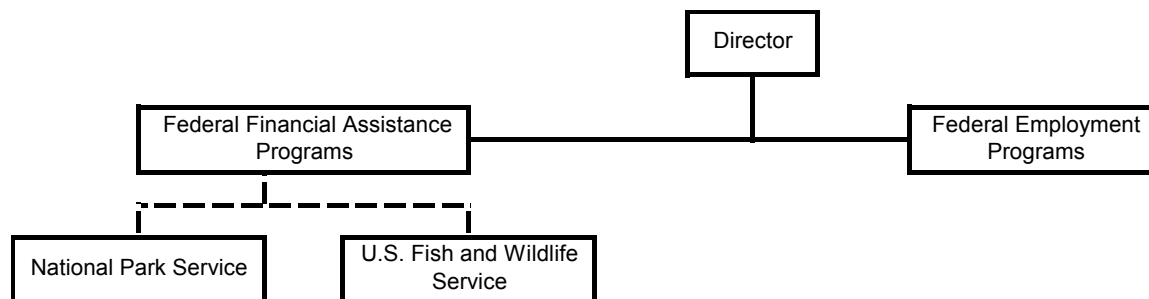 Director
Federal Financial Assistance
Programs
Federal Employment
Programs
National Park Service
U.S. Fish and Wildlife
Service